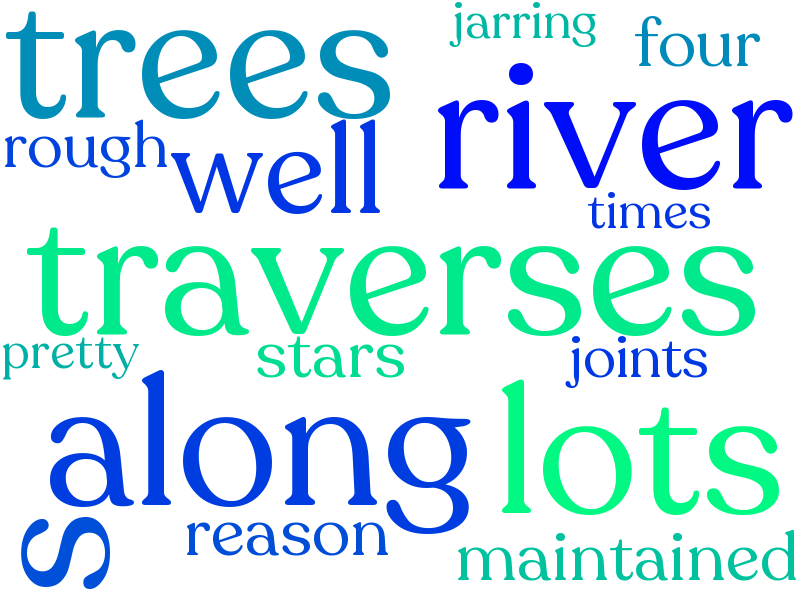 trees jarring four
rough well river
times
traverses
pretty stars joints
along lots
s reason maintained